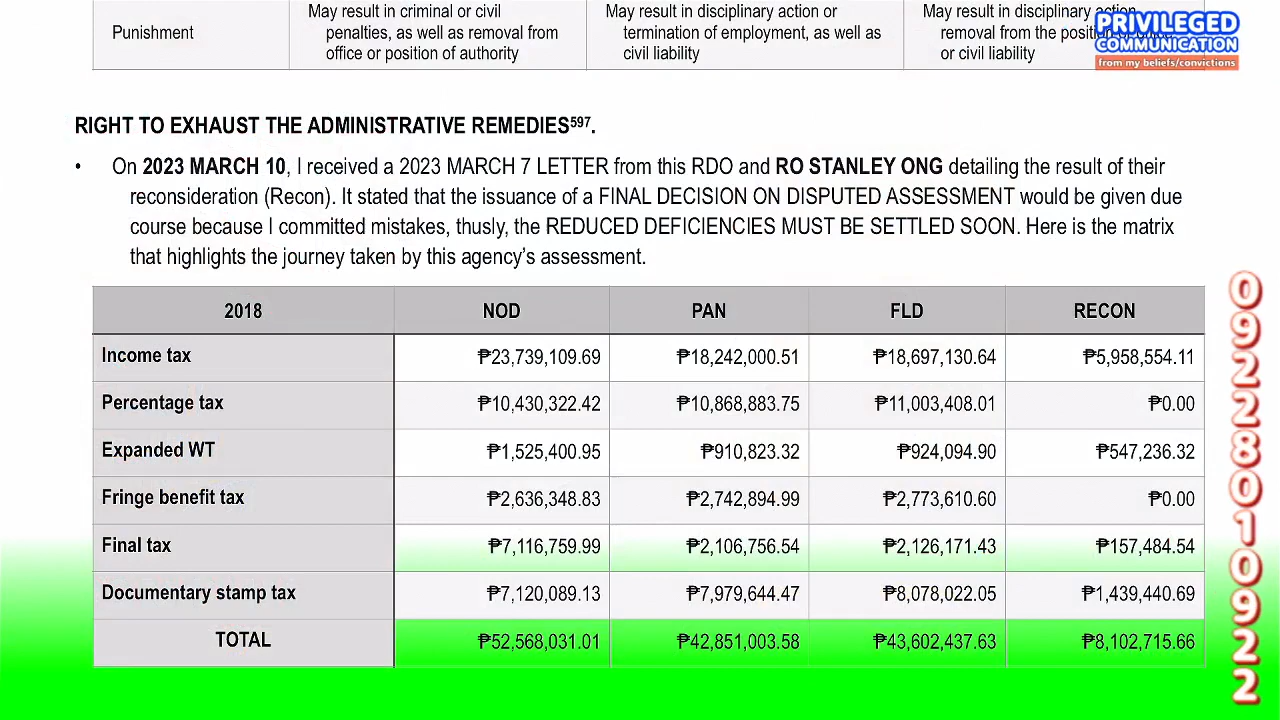 Punishment
May result in criminal or civil
penalties, as well as removal from
office or position of authority
May result in disciplinary action or
termination of employment, as well as
civil liability
May result in disciplinary action,
removal from the position
or civil liability
PRIVILEGED
COMMUNICATION
from my beliefs/convictions
RIGHT TO EXHAUST THE ADMINISTRATIVE REMEDIES⁵⁹⁷.
• On 2023 MARCH 10, I received a 2023 MARCH 7 LETTER from this RDO and RO STANLEY ONG detailing the result of their
reconsideration (Recon). It stated that the issuance of a FINAL DECISION ON DISPUTED ASSESSMENT would be given due
course because I committed mistakes, thusly, the REDUCED DEFICIENCIES MUST BE SETTLED SOON. Here is the matrix
that highlights the journey taken by this agency's assessment.
2018 NOD PAN FLD RECON
Income tax ₱23,739,109.69 ₱18,242,000.51 ₱18,697,130.64 ₱5,958,554.11
Percentage tax ₱10,430,322.42 ₱10,868,883.75 ₱11,003,408.01 ₱0.00
Expanded WT ₱1,525,400.95 ₱910,823.32 ₱924,094.90 ₱547,236.32
Fringe benefit tax ₱2,636,348.83 ₱2,742,894.99 ₱2,773,610.60 ₱0.00
Final tax ₱7,116,759.99 ₱2,106,756.54 ₱2,126,171.43 ₱157,484.54
Documentary stamp tax ₱7,120,089.13 ₱7,979,644.47 ₱8,078,022.05 ₱1,439,440.69
TOTAL ₱52,568,031.01 ₱42,851,003.58 ₱43,602,437.63 ₱8,102,715.66
09228010922